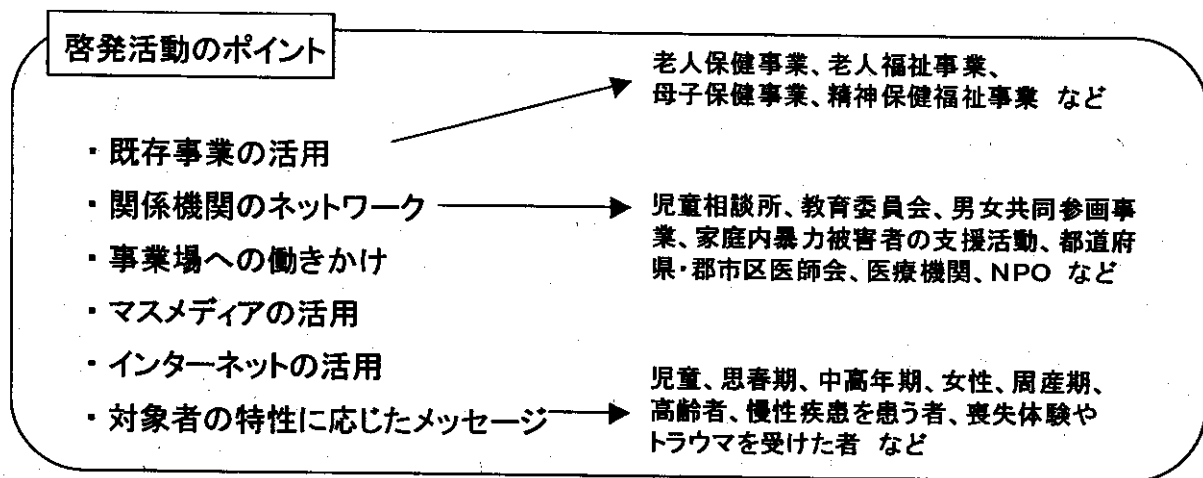 啓発活動のポイント
・既存事業の活用
老人保健事業、老人福祉事業、
母子保健事業、精神保健福祉事業 など
・関係機関のネットワーク
児童相談所、教育委員会、男女共同参画事
業、家庭内暴力被害者の支援活動、都道府
県・郡市区医師会、医療機関、NPO など
・事業場への働きかけ
・マスメディアの活用
・インターネットの活用
・対象者の特性に応じたメッセージ
児童、思春期、中高年期、女性、周産期、
高齢者、慢性疾患を患う者、喪失体験や
トラウマを受けた者 など